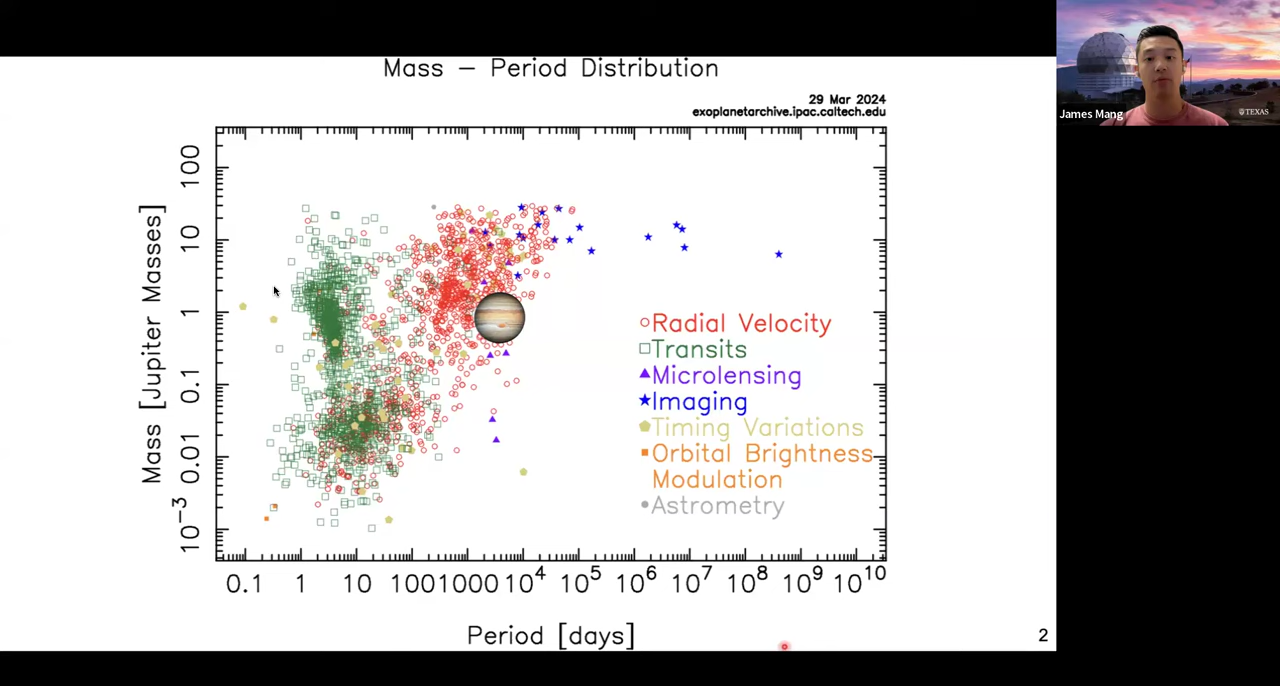 Mass – Period Distribution
29 Mar 2024
exoplanetarchive.ipac.caltech.edu
James Mang
TEXAS
Mass [Jupiter Masses]
100
10
1
0.1
0.01
10⁻³
Radial Velocity
Transits
Microlensing
Imaging
Timing Variations
Orbital Brightness
Modulation
Astrometry
0.1 1 10 100 1000 10⁴ 10⁵ 10⁶ 10⁷ 10⁸ 10⁹ 10¹⁰
Period [days]
2